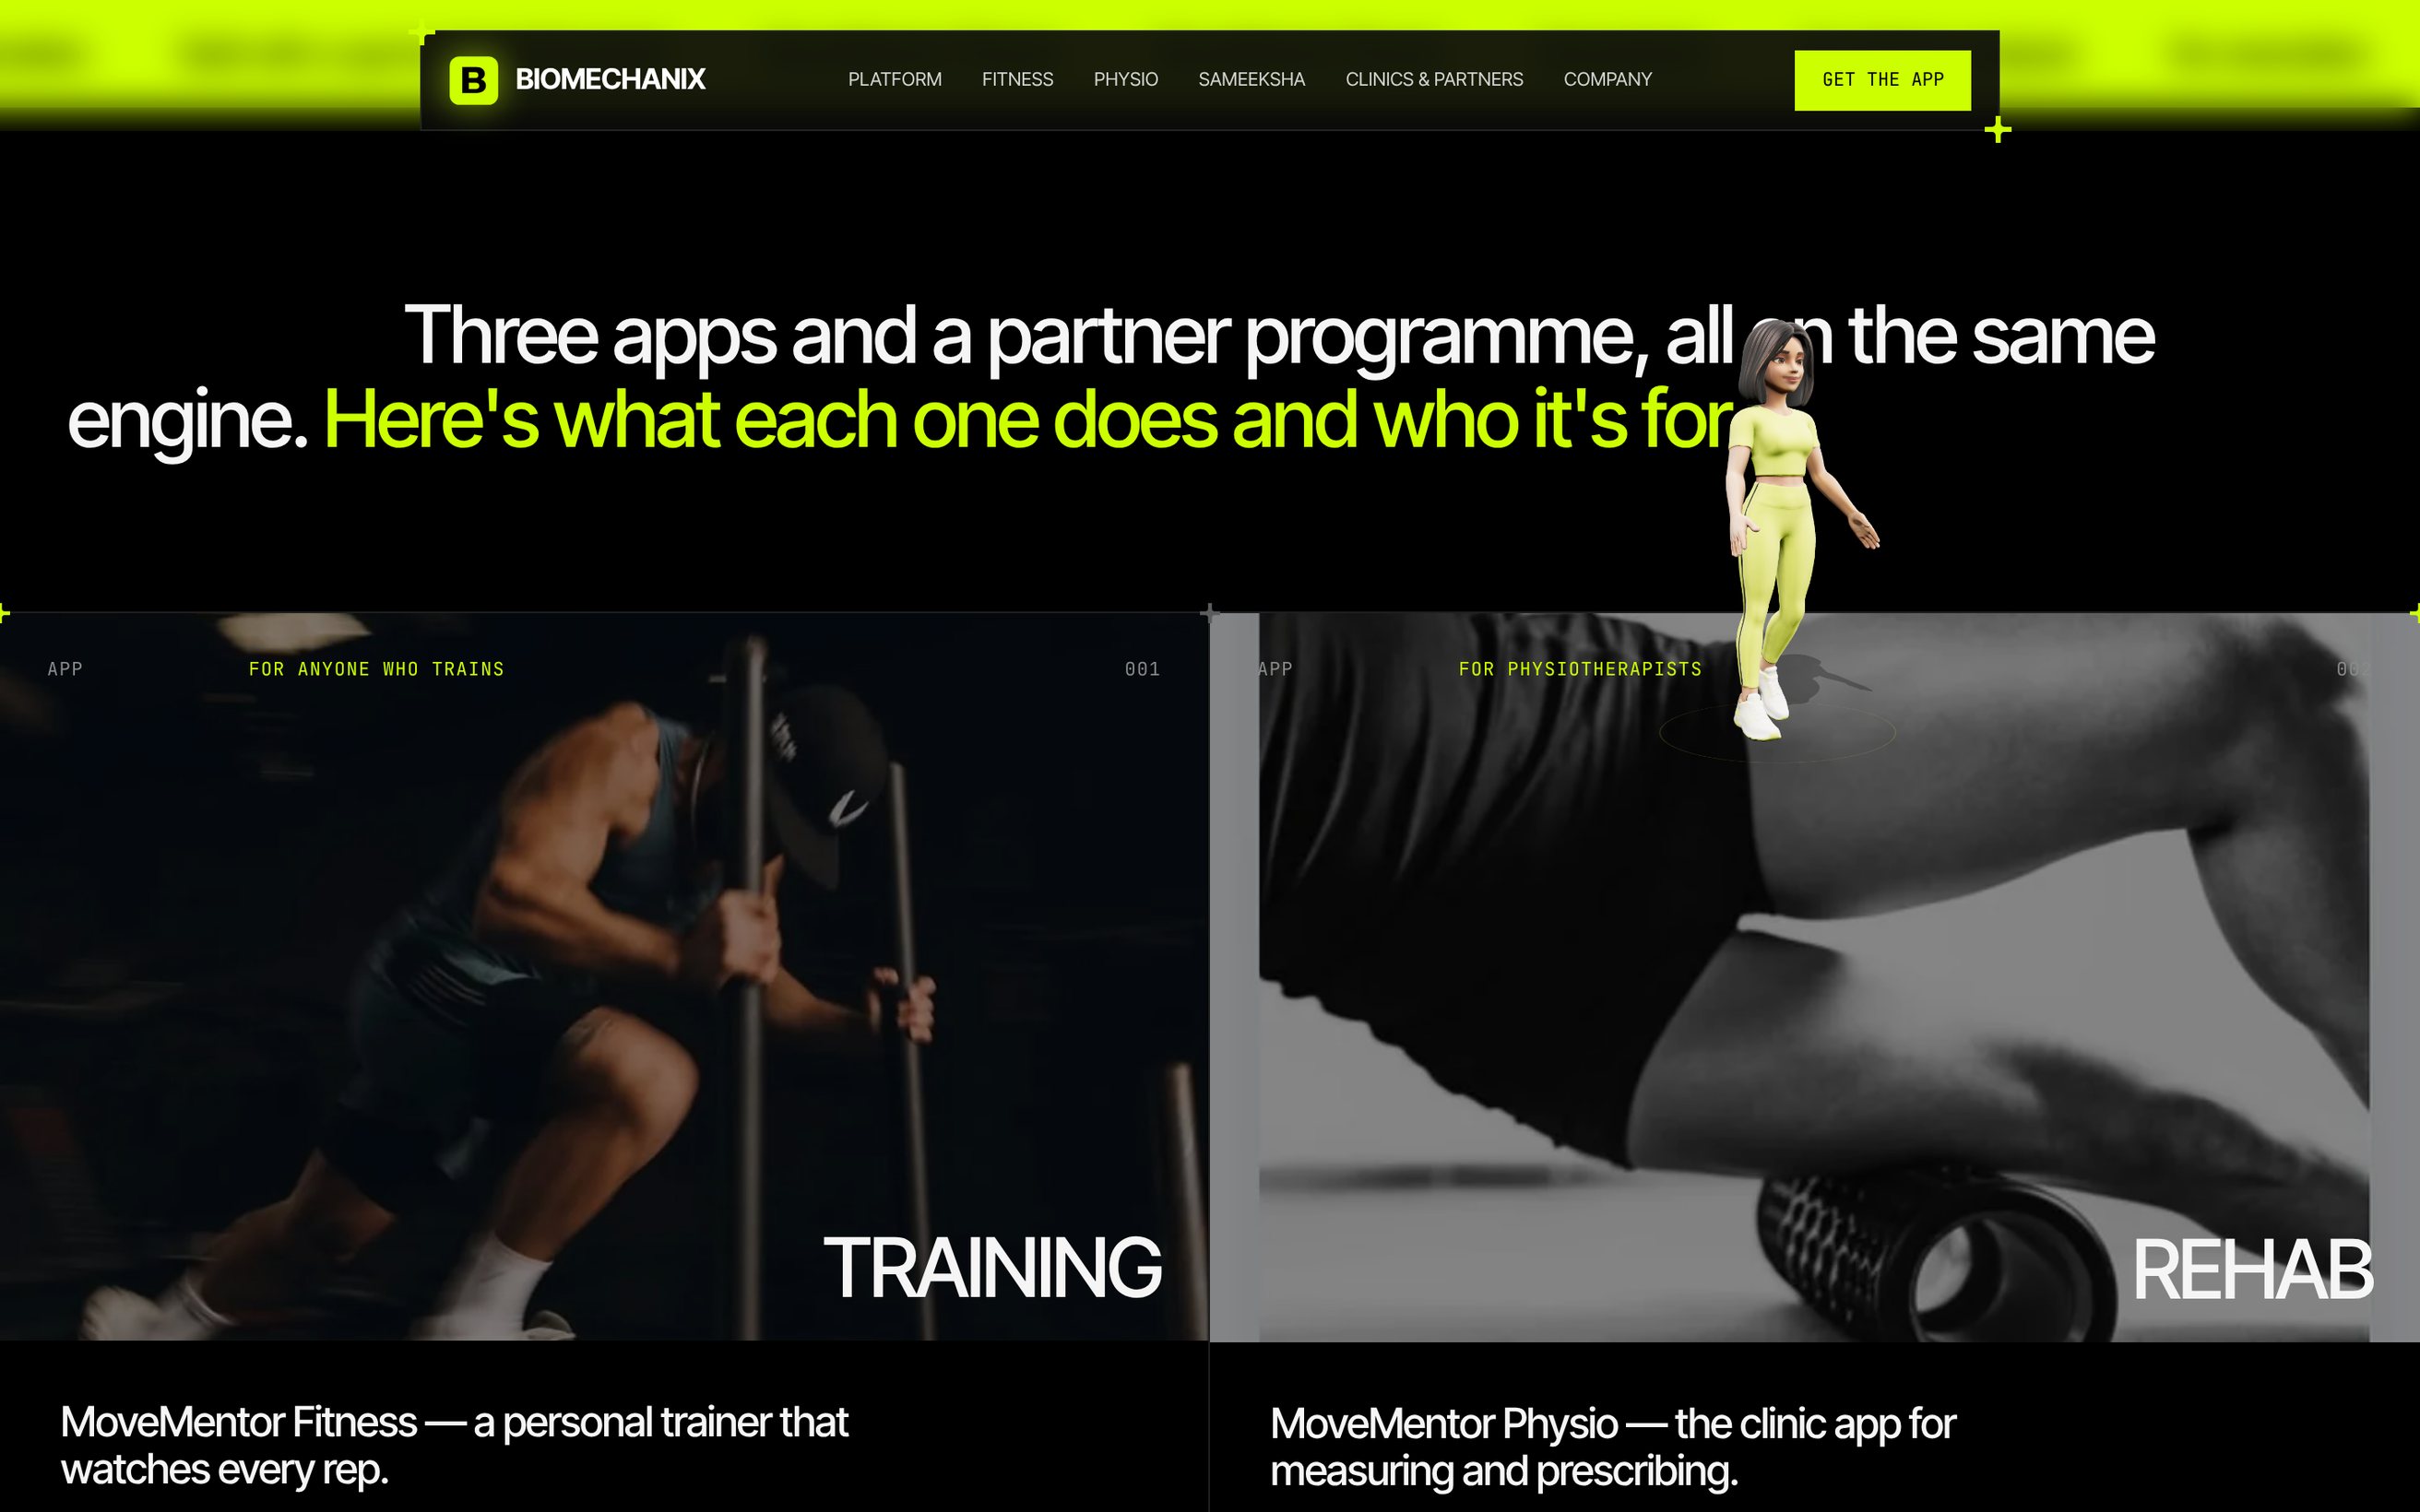 B BIOMECHANIX
PLATFORM FITNESS PHYSIO SAMEEKSHA CLINICS & PARTNERS COMPANY
GET THE APP
Three apps and a partner programme, all the same
engine. Here's what each one does and who it's for
APP FOR ANYONE WHO TRAINS 001
TRAINING
MoveMentor Fitness — a personal trainer that
watches every rep.
APP FOR PHYSIOTHERAPISTS 002
REHAB
MoveMentor Physio — the clinic app for
measuring and prescribing.